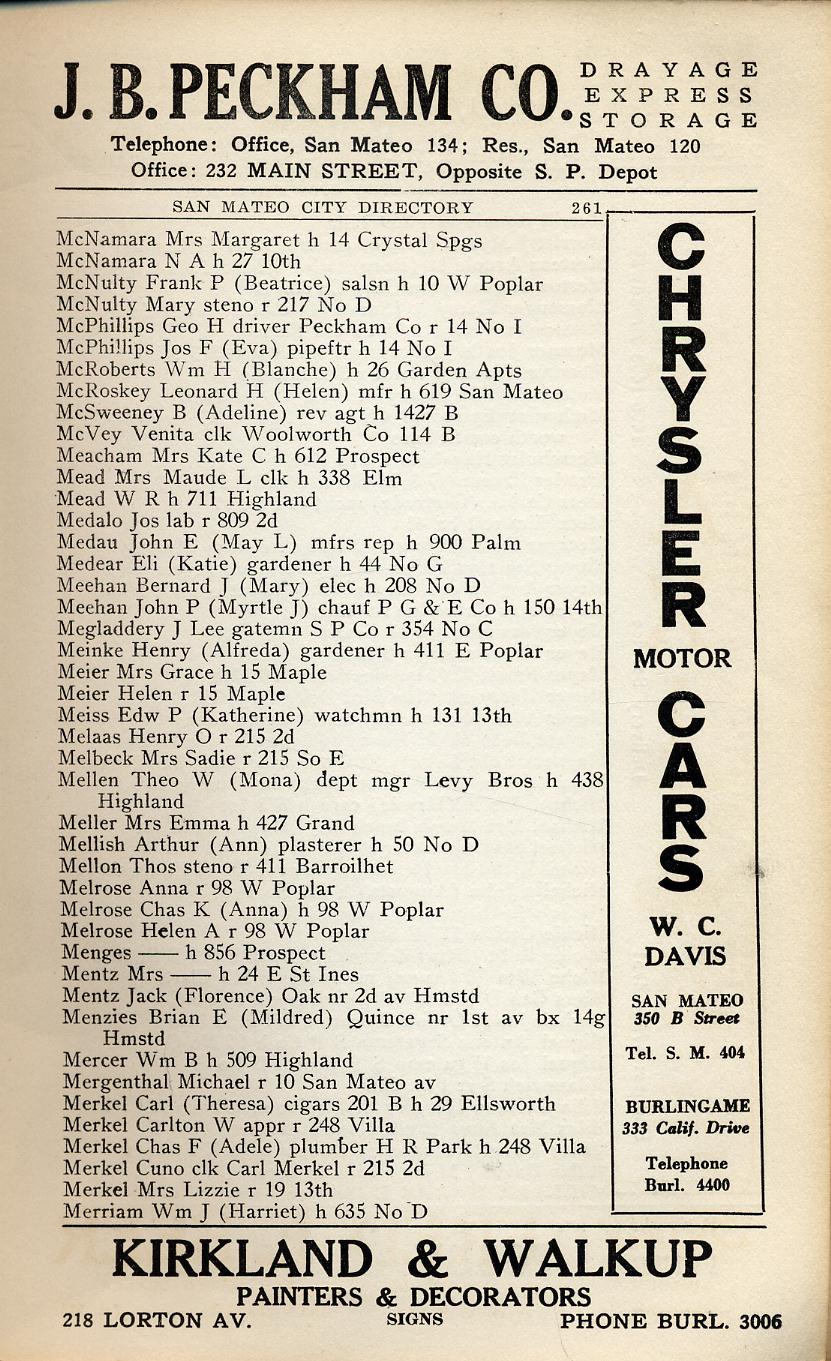 J. B. PECKHAM CO.
DRAYAGE
EXPRESS
STORAGE
Telephone: Office, San Mateo 134; Res., San Mateo 120
Office: 232 MAIN STREET, Opposite S. P. Depot
SAN MATEO CITY DIRECTORY 261
McNamara Mrs Margaret h 14 Crystal Spgs
McNamara N A h 27 10th
McNulty Frank P (Beatrice) salsn h 10 W Poplar
McNulty Mary steno r 217 No D
McPhillips Geo H driver Peckham Co r 14 No I
McPhillips Jos F (Eva) pipeftr h 14 No I
McRoberts Wm H (Blanche) h 26 Garden Apts
McRoskey Leonard H (Helen) mfr h 619 San Mateo
McSweeney B (Adeline) rev agt h 1427 B
McVey Venita clk Woolworth Co 114 B
Meacham Mrs Kate C h 612 Prospect
Mead Mrs Maude L clk h 338 Elm
Mead W R h 711 Highland
Medalo Jos lab r 809 2d
Medau John E (May L) mfrs rep h 900 Palm
Medear Eli (Katie) gardener h 44 No G
Meehan Bernard J (Mary) elec h 208 No D
Meehan John P (Myrtle J) chauf P G & E Co h 150 14th
Megladdery J Lee gatemn S P Co r 354 No C
Meinke Henry (Alfreda) gardener h 411 E Poplar
Meier Mrs Grace h 15 Maple
Meier Helen r 15 Maple
Meiss Edw P (Katherine) watchmn h 131 13th
Melaas Henry O r 215 2d
Melbeck Mrs Sadie r 215 So E
Mellen Theo W (Mona) dept mgr Levy Bros h 438
Highland
Meller Mrs Emma h 427 Grand
Mellish Arthur (Ann) plasterer h 50 No D
Mellon Thos steno r 411 Barroilhet
Melrose Anna r 98 W Poplar
Melrose Chas K (Anna) h 98 W Poplar
Melrose Helen A r 98 W Poplar
Menges —— h 856 Prospect
Mentz Mrs —— h 24 E St Ines
Mentz Jack (Florence) Oak nr 2d av Hmstd
Menzies Brian E (Mildred) Quince nr 1st av bx 14g
Hmstd
Mercer Wm B h 509 Highland
Mergenthal Michael r 10 San Mateo av
Merkel Carl (Theresa) cigars 201 B h 29 Ellsworth
Merkel Carlton W appr r 248 Villa
Merkel Chas F (Adele) plumber H R Park h 248 Villa
Merkel Cuno clk Carl Merkel r 215 2d
Merkel Mrs Lizzie r 19 13th
Merriam Wm J (Harriet) h 635 No D
CHRYSLER
MOTOR
CARS
W. C.
DAVIS
SAN MATEO
350 B Street
Tel. S. M. 404
BURLINGAME
333 Calif. Drive
Telephone
Burl. 4400
KIRKLAND & WALKUP
PAINTERS & DECORATORS
218 LORTON AV. SIGNS PHONE BURL. 3006